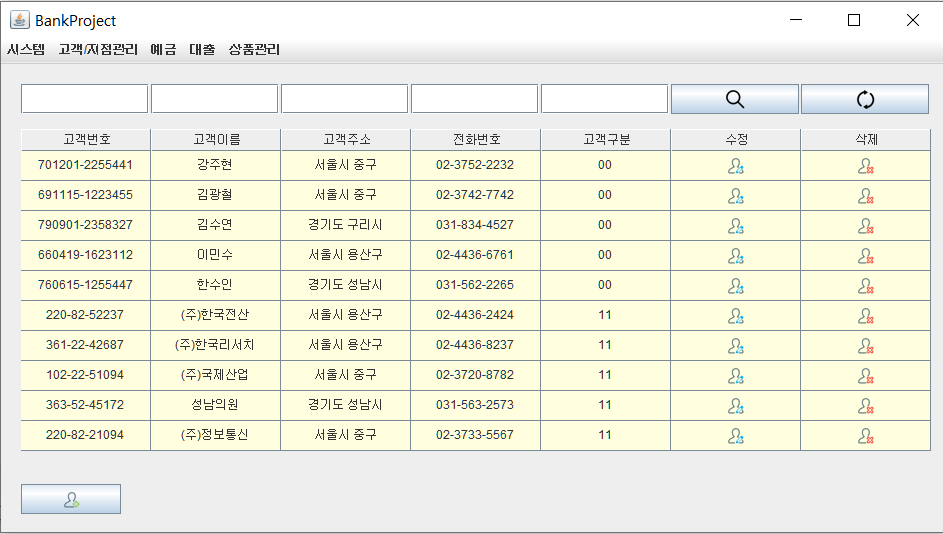 BankProject
시스템 고객/지점관리 예금 대출 상품관리
고객번호 고객이름 고객주소 전화번호 고객구분 수정 삭제
701201-2255441 강주현 서울시 중구 02-3752-2232 00
691115-1223455 김광철 서울시 중구 02-3742-7742 00
790901-2358327 김수연 경기도 구리시 031-834-4527 00
660419-1623112 이민수 서울시 용산구 02-4436-6761 00
760615-1255447 한수인 경기도 성남시 031-562-2265 00
220-82-52237 (주)한국전산 서울시 용산구 02-4436-2424 11
361-22-42687 (주)한국리서치 서울시 용산구 02-4436-8237 11
102-22-51094 (주)국제산업 서울시 중구 02-3720-8782 11
363-52-45172 성남의원 경기도 성남시 031-563-2573 11
220-82-21094 (주)정보통신 서울시 중구 02-3733-5567 11